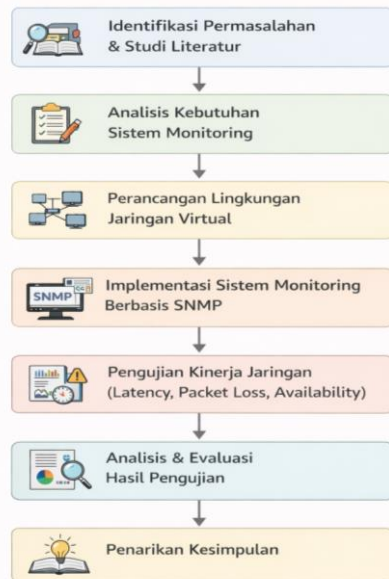 Identifikasi Permasalahan
& Studi Literatur
Analisis Kebutuhan
Sistem Monitoring
Perancangan Lingkungan
Jaringan Virtual
SNMP
Implementasi Sistem Monitoring
Berbasis SNMP
Pengujian Kinerja Jaringan
(Latency, Packet Loss, Availability)
Analisis & Evaluasi
Hasil Pengujian
Penarikan Kesimpulan